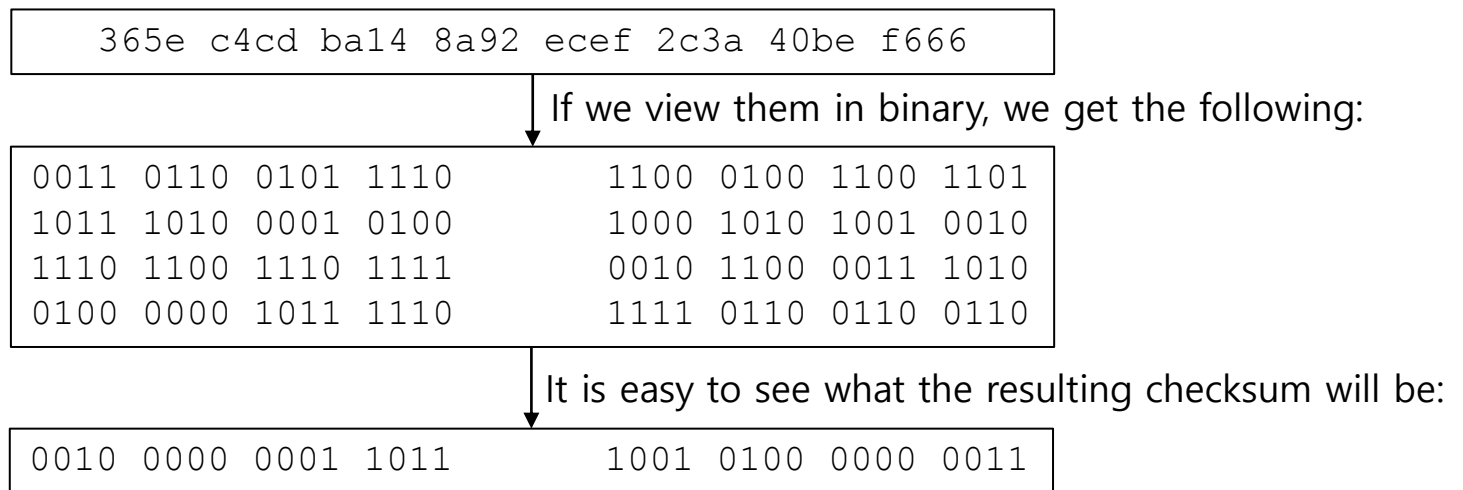 365e c4cd ba14 8a92 ecef 2c3a 40be f666
If we view them in binary, we get the following:
0011 0110 0101 1110 1100 0100 1100 1101
1011 1010 0001 0100 1000 1010 1001 0010
1110 1100 1110 1111 0010 1100 0011 1010
0100 0000 1011 1110 1111 0110 0110 0110
It is easy to see what the resulting checksum will be:
0010 0000 0001 1011 1001 0100 0000 0011